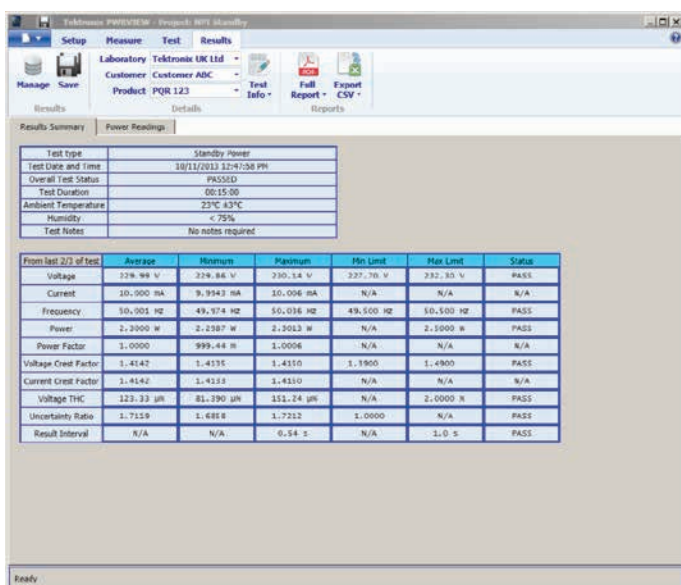 Tektronix PWRVIEW - Project: NPI Standby
Setup Measure Test Results
Laboratory Tektronix UK Ltd
Customer Customer ABC
Product PQR 123
Manage Save
Test Info
Full Report
Export CSV
Results Details Reports
Results Summary Power Readings
Test type Standby Power
Test Date and Time 10/11/2013 12:47:58 PM
Overall Test Status PASSED
Test Duration 00:15:00
Ambient Temperature 23°C ±3°C
Humidity < 75%
Test Notes No notes required
From last 2/3 of test Average Minimum Maximum Min Limit Max Limit Status
Voltage 229.99 V 229.86 V 230.14 V 227.70 V 232.30 V PASS
Current 10.000 mA 9.9943 mA 10.006 mA N/A N/A N/A
Frequency 50.001 HZ 49.974 HZ 50.036 HZ 49.500 HZ 50.500 HZ PASS
Power 2.3000 W 2.2987 W 2.3013 W N/A 2.5000 W PASS
Power Factor 1.0000 999.44 m 1.0006 N/A N/A N/A
Voltage Crest Factor 1.4142 1.4135 1.4150 1.3900 1.4900 PASS
Current Crest Factor 1.4142 1.4133 1.4150 N/A N/A N/A
Voltage THC 123.33 µ% 81.390 µ% 151.24 µ% N/A 2.0000 % PASS
Uncertainty Ratio 1.7159 1.6858 1.7212 1.0000 N/A PASS
Result Interval N/A N/A 0.54 s N/A 1.0 s PASS
Ready